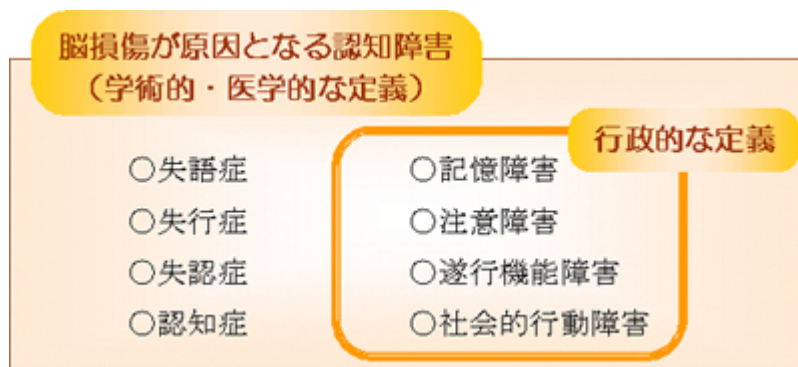 脳損傷が原因となる認知障害
（学術的・医学的な定義）
行政的な定義
○失語症
○失行症
○失認症
○認知症
○記憶障害
○注意障害
○遂行機能障害
○社会的行動障害